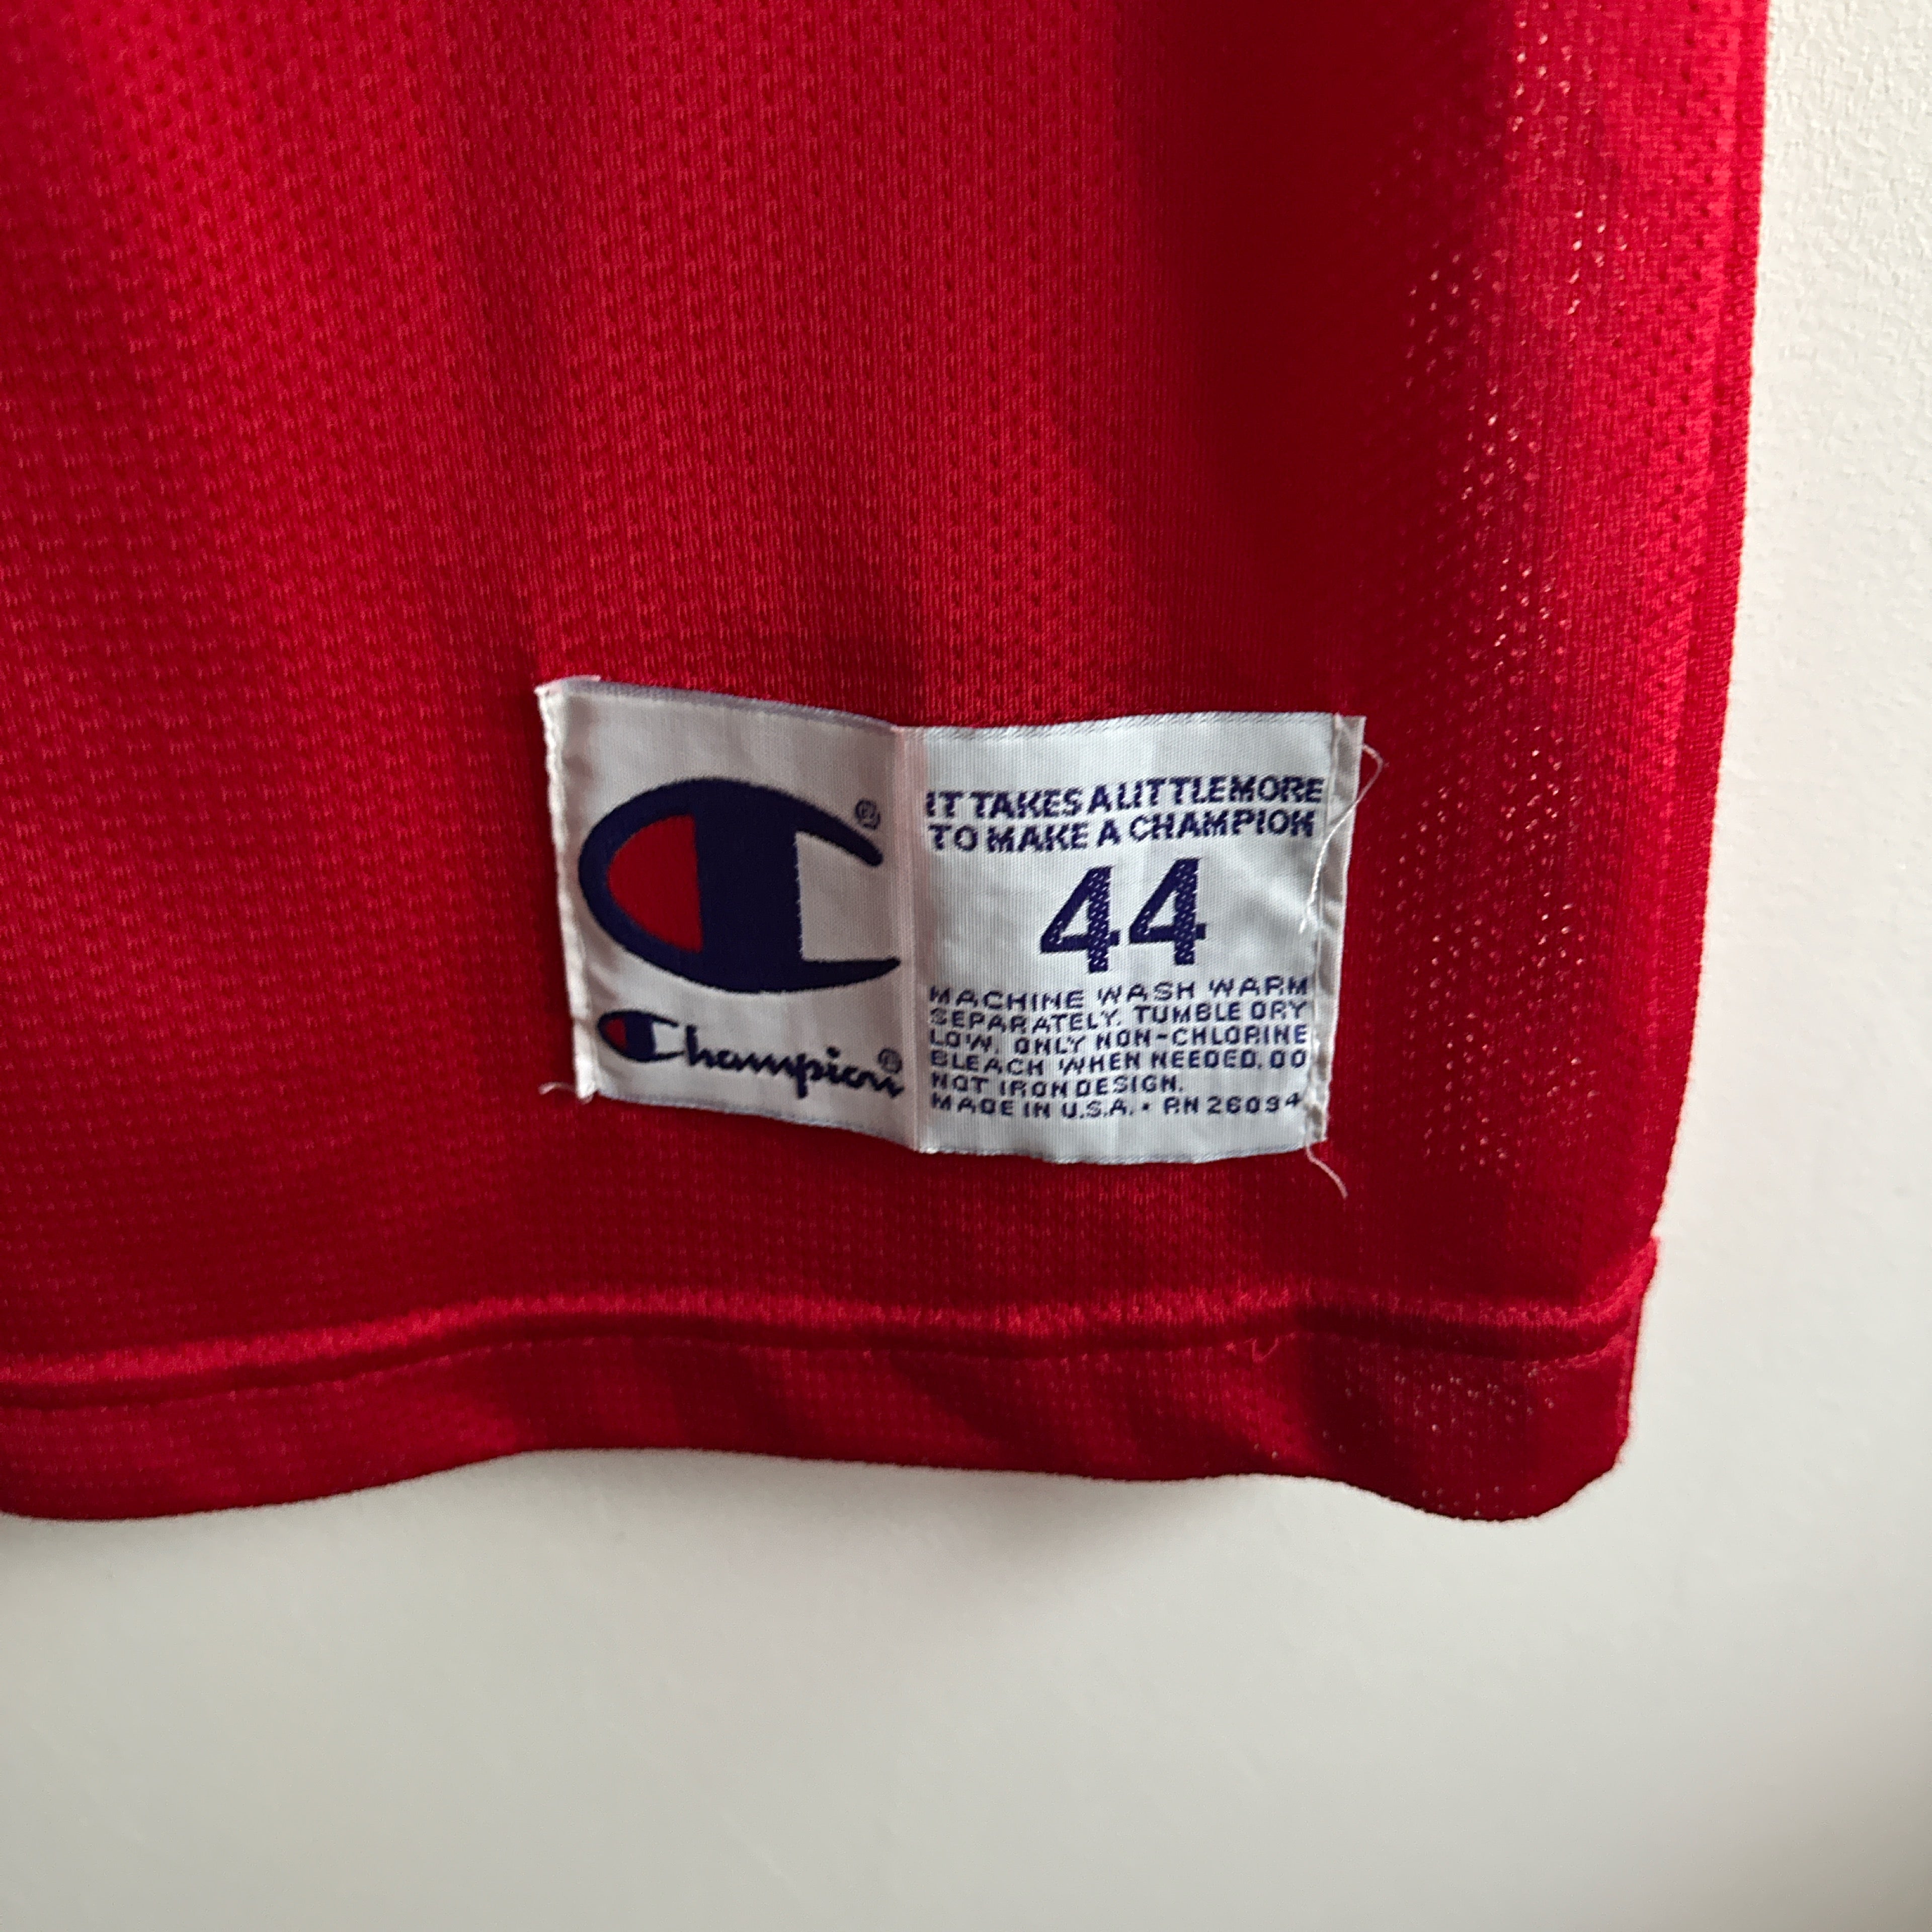 Champion
IT TAKES A LITTLE MORE
TO MAKE A CHAMPION
44
MACHINE WASH WARM
SEPARATELY. TUMBLE DRY
LOW. ONLY NON-CHLORINE
BLEACH WHEN NEEDED. DO
NOT IRON DESIGN.
MADE IN U.S.A. • RN 26094